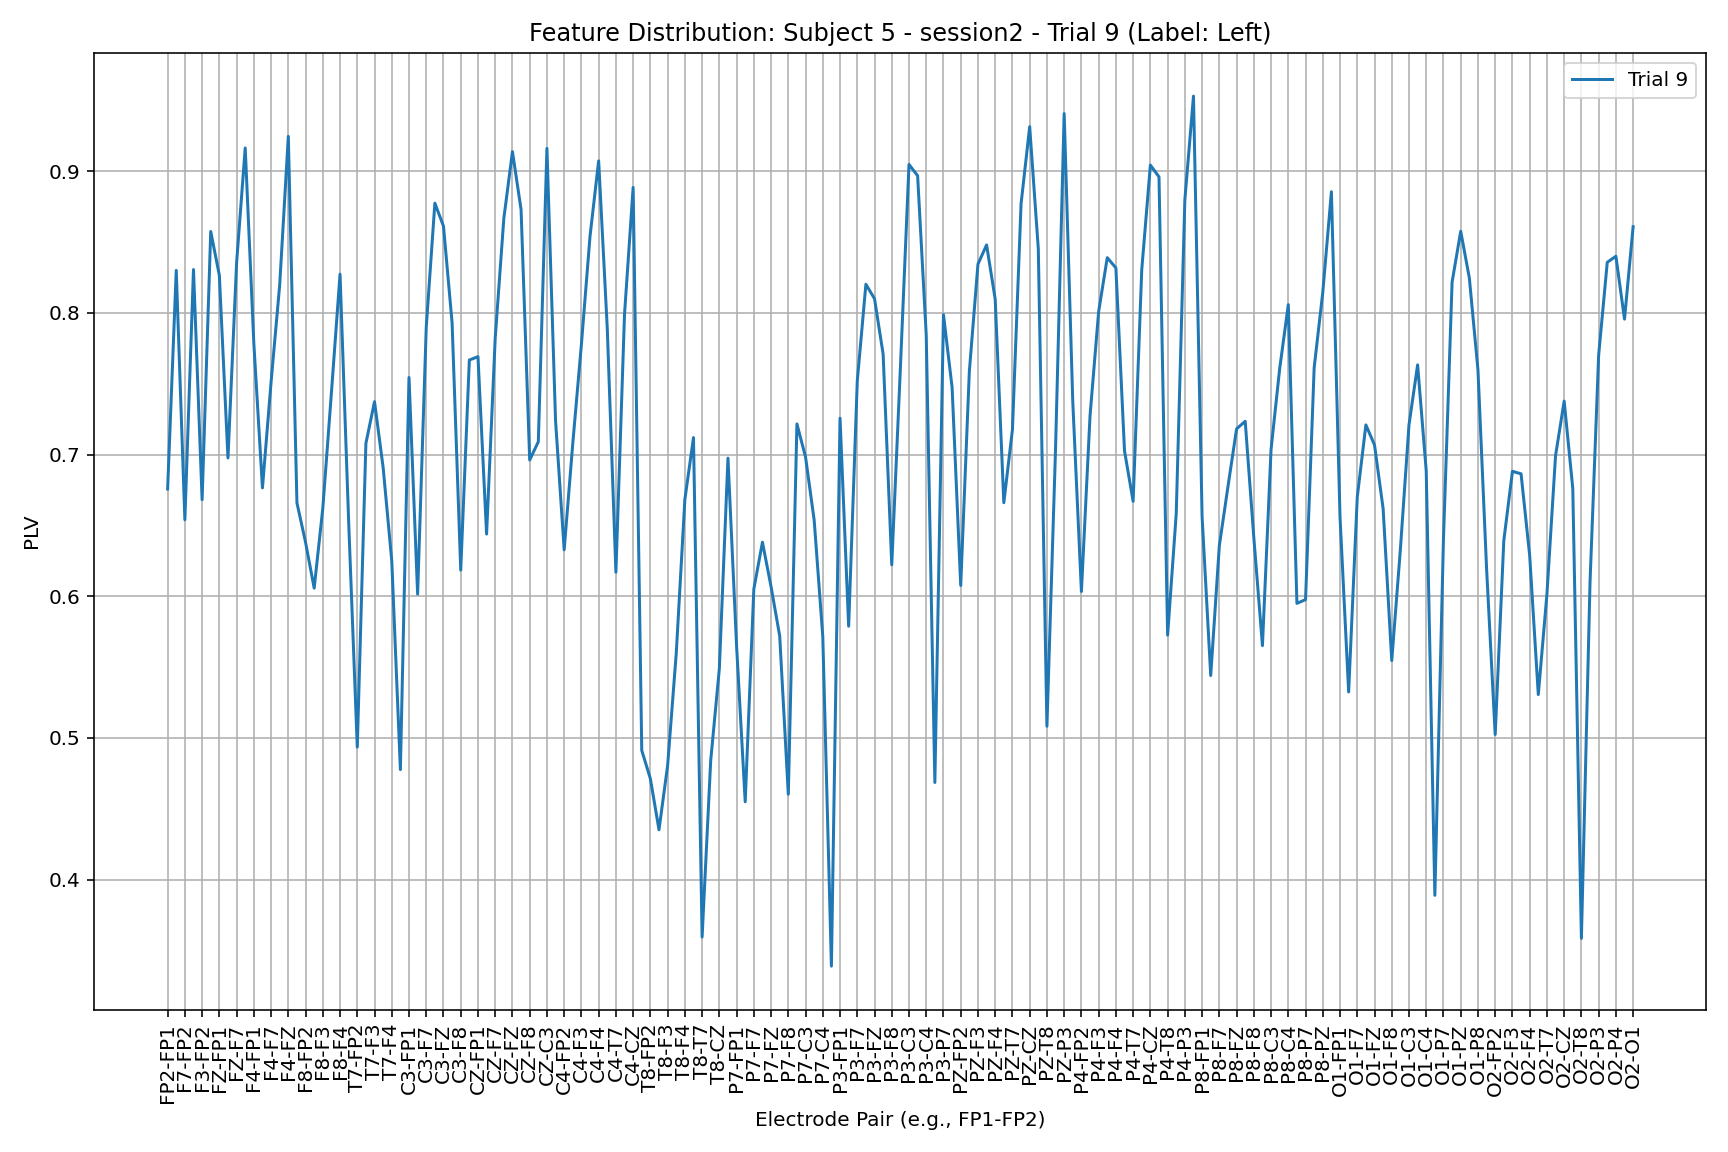 Feature Distribution: Subject 5 - session2 - Trial 9 (Label: Left)
Trial 9
PLV
0.9
0.8
0.7
0.6
0.5
0.4
FP2-FP1
F7-FP2
F3-FP2
FZ-FP1
FZ-F7
F4-FP1
F4-F7
F4-FZ
F8-FP2
F8-F3
F8-F4
T7-FP2
T7-F3
T7-F4
C3-FP1
C3-F7
C3-FZ
C3-F8
CZ-FP1
CZ-F7
CZ-FZ
CZ-F8
CZ-C3
C4-FP2
C4-F3
C4-F4
C4-T7
C4-CZ
T8-FP2
T8-F3
T8-F4
T8-T7
T8-CZ
P7-FP1
P7-F7
P7-FZ
P7-F8
P7-C3
P7-C4
P3-FP1
P3-F7
P3-FZ
P3-F8
P3-C3
P3-C4
P3-P7
PZ-FP2
PZ-F3
PZ-F4
PZ-T7
PZ-CZ
PZ-T8
PZ-P3
P4-FP2
P4-F3
P4-F4
P4-T7
P4-CZ
P4-T8
P4-P3
P8-FP1
P8-F7
P8-FZ
P8-F8
P8-C3
P8-C4
P8-P7
P8-PZ
O1-FP1
O1-F7
O1-FZ
O1-F8
O1-C3
O1-C4
O1-P7
O1-PZ
O1-P8
O2-FP2
O2-F3
O2-F4
O2-T7
O2-CZ
O2-T8
O2-P3
O2-P4
O2-O1
Electrode Pair (e.g., FP1-FP2)